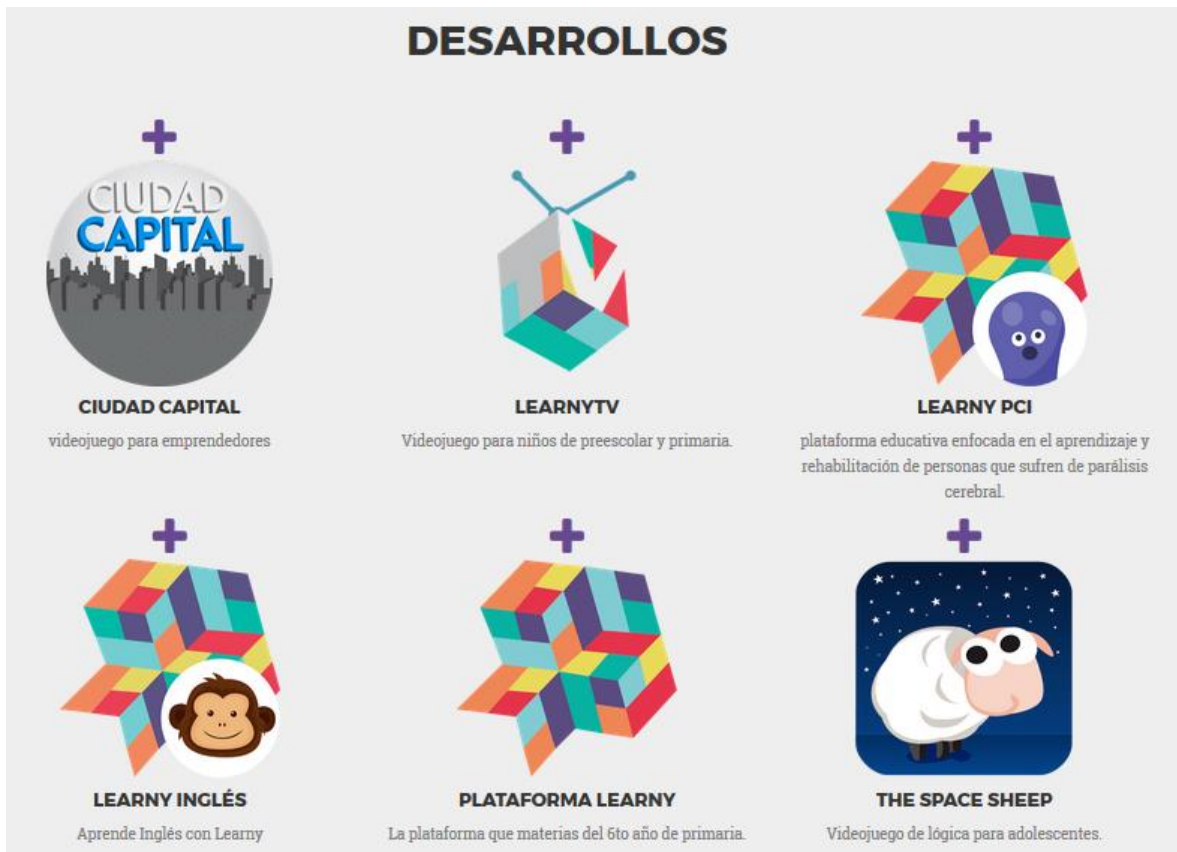 DESARROLLOS
CIUDAD
CAPITAL
CIUDAD CAPITAL
videojuego para emprendedores
LEARNYTV
Videojuego para niños de preescolar y primaria.
LEARNY PCI
plataforma educativa enfocada en el aprendizaje y
rehabilitación de personas que sufren de parálisis
cerebral.
LEARNY INGLÉS
Aprende Inglés con Learny
PLATAFORMA LEARNY
La plataforma que materias del 6to año de primaria.
THE SPACE SHEEP
Videojuego de lógica para adolescentes.